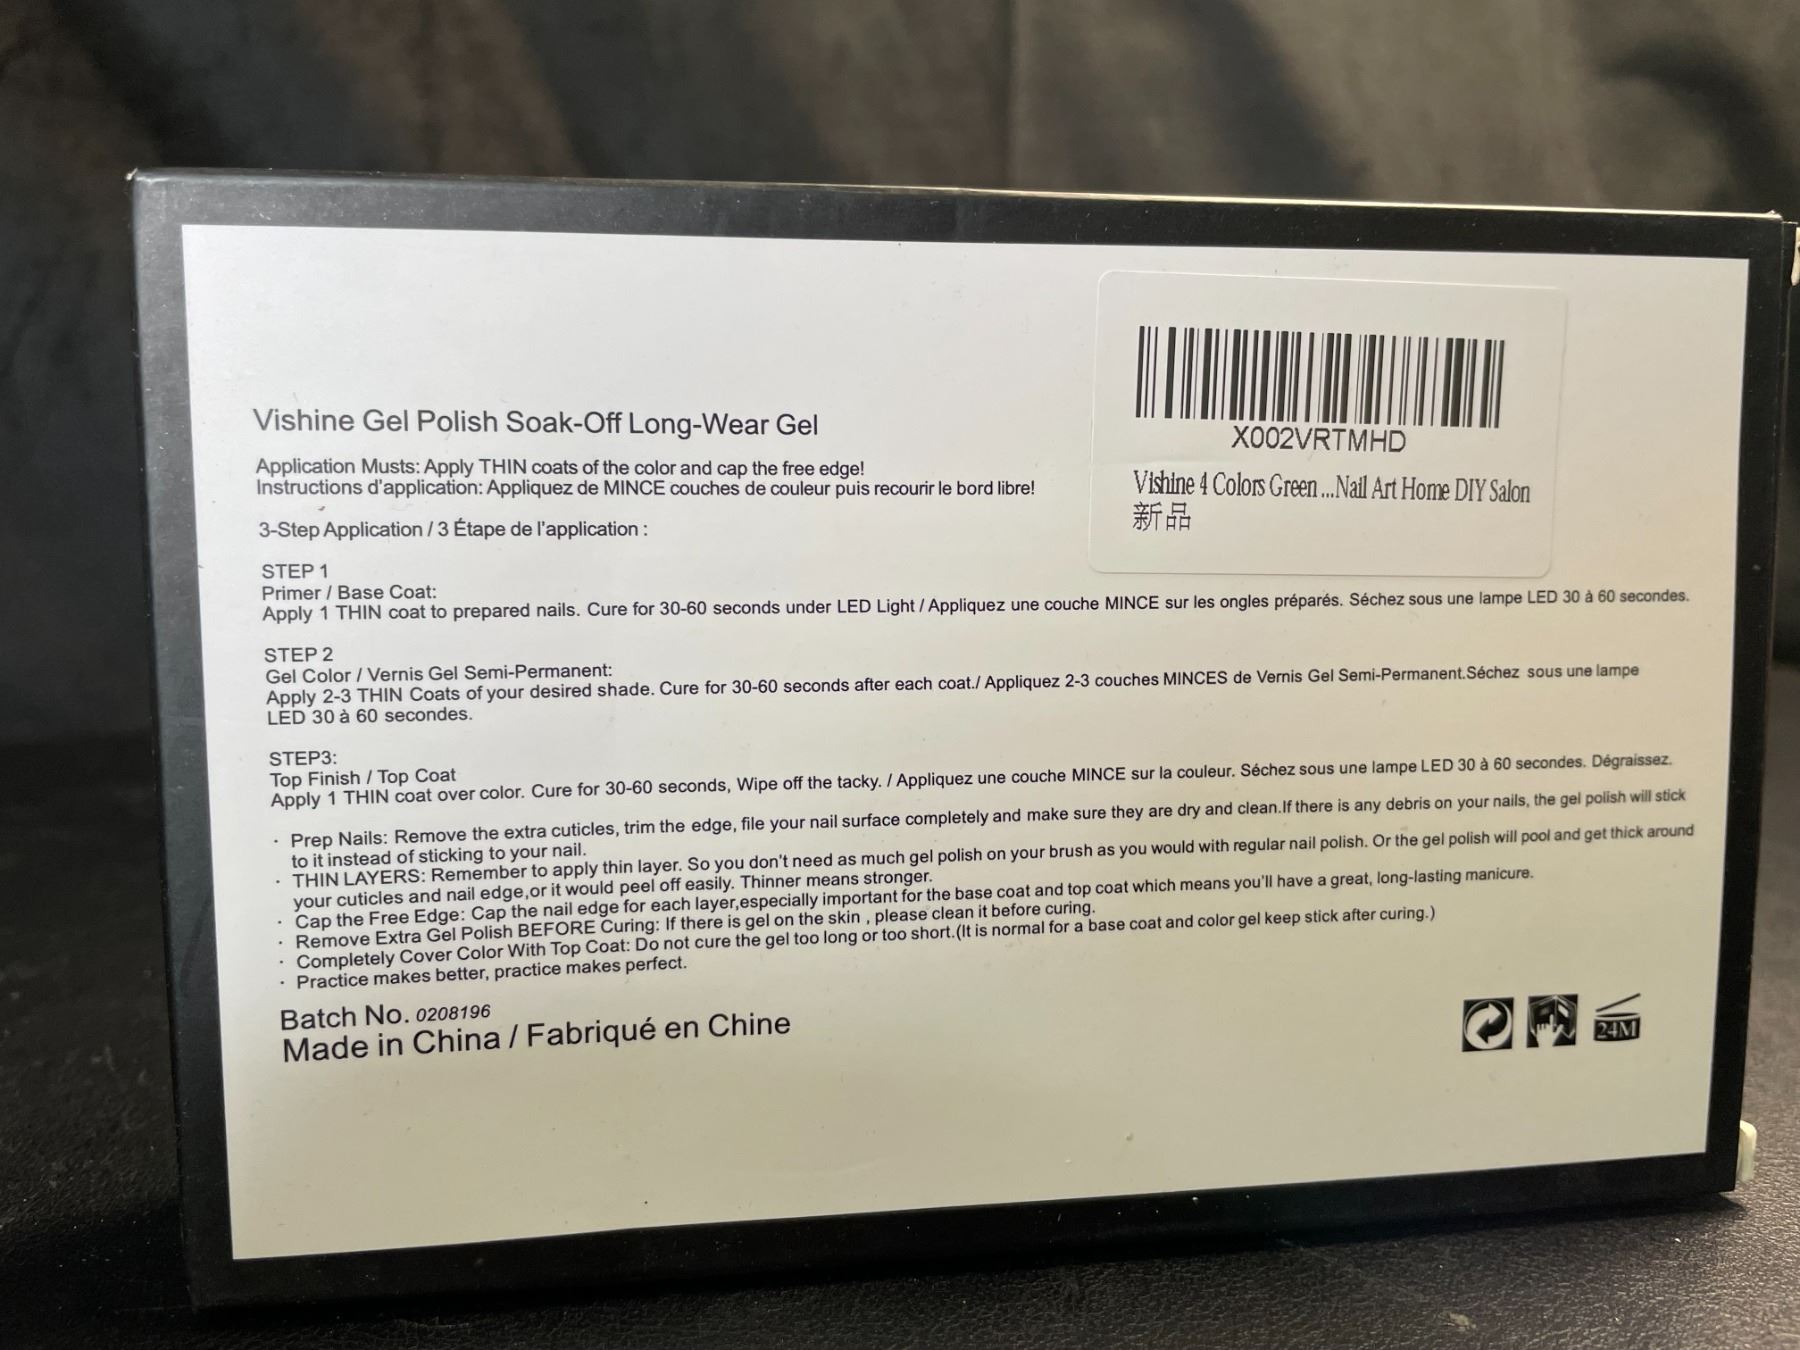 X002VRTMHD
Vishine 4 Colors Green ...Nail Art Home DIY Salon
新品
Vishine Gel Polish Soak-Off Long-Wear Gel
Application Musts: Apply THIN coats of the color and cap the free edge!
Instructions d'application: Appliquez de MINCE couches de couleur puis recourir le bord libre!
3-Step Application / 3 Étape de l'application :
STEP 1
Primer / Base Coat:
Apply 1 THIN coat to prepared nails. Cure for 30-60 seconds under LED Light / Appliquez une couche MINCE sur les ongles préparés. Séchez sous une lampe LED 30 à 60 secondes.
STEP 2
Gel Color / Vernis Gel Semi-Permanent:
Apply 2-3 THIN Coats of your desired shade. Cure for 30-60 seconds after each coat./ Appliquez 2-3 couches MINCES de Vernis Gel Semi-Permanent.Séchez sous une lampe
LED 30 à 60 secondes.
STEP3:
Top Finish / Top Coat
Apply 1 THIN coat over color. Cure for 30-60 seconds, Wipe off the tacky. / Appliquez une couche MINCE sur la couleur. Séchez sous une lampe LED 30 à 60 secondes. Dégraissez.
· Prep Nails: Remove the extra cuticles, trim the edge, file your nail surface completely and make sure they are dry and clean.If there is any debris on your nails, the gel polish will stick
to it instead of sticking to your nail.
· THIN LAYERS: Remember to apply thin layer. So you don't need as much gel polish on your brush as you would with regular nail polish. Or the gel polish will pool and get thick around
your cuticles and nail edge,or it would peel off easily. Thinner means stronger.
· Cap the Free Edge: Cap the nail edge for each layer,especially important for the base coat and top coat which means you'll have a great, long-lasting manicure.
· Remove Extra Gel Polish BEFORE Curing: If there is gel on the skin , please clean it before curing.
· Completely Cover Color With Top Coat: Do not cure the gel too long or too short.(It is normal for a base coat and color gel keep stick after curing.)
· Practice makes better, practice makes perfect.
Batch No. 0208196
Made in China / Fabriqué en Chine
24M